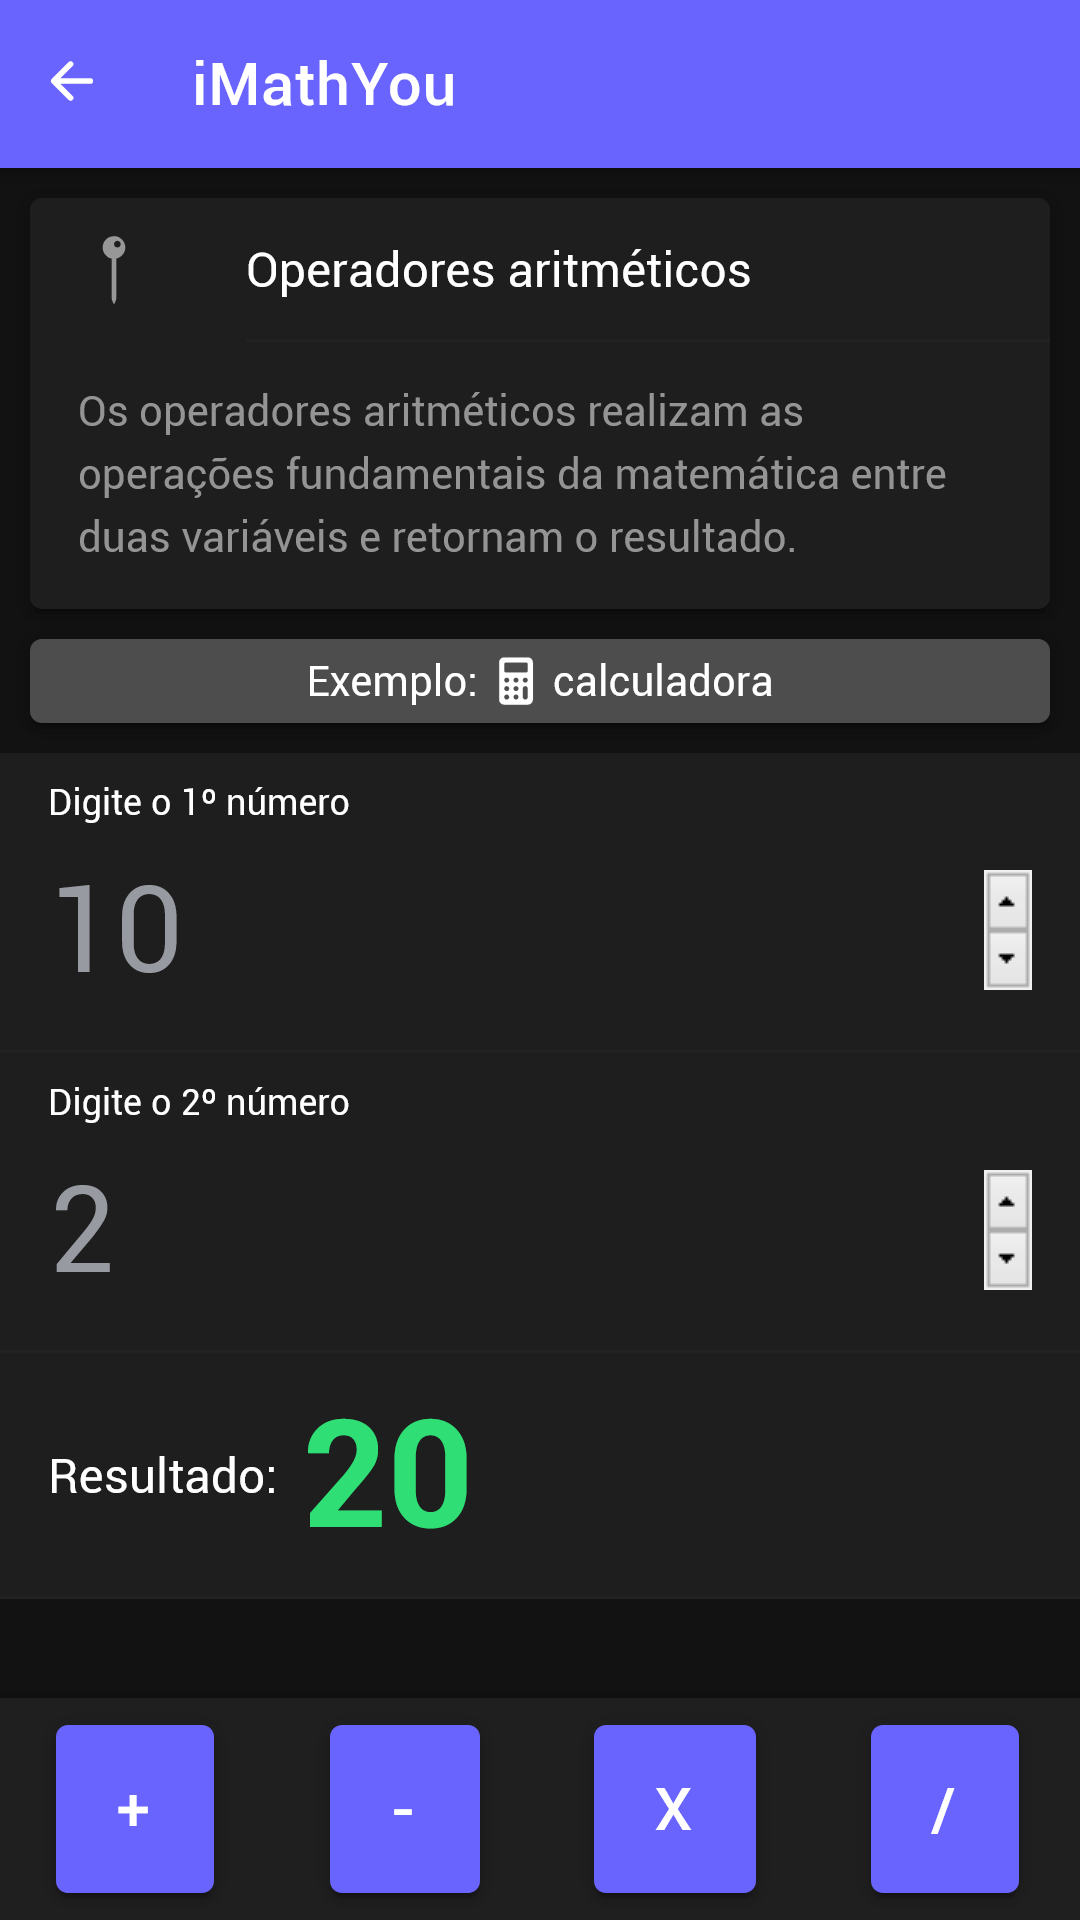 iMathYou
Operadores aritméticos
Os operadores aritméticos realizam as
operações fundamentais da matemática entre
duas variáveis e retornam o resultado.
Exemplo: calculadora
Digite o 1º número
10
Digite o 2º número
2
Resultado: 20
+ - X /